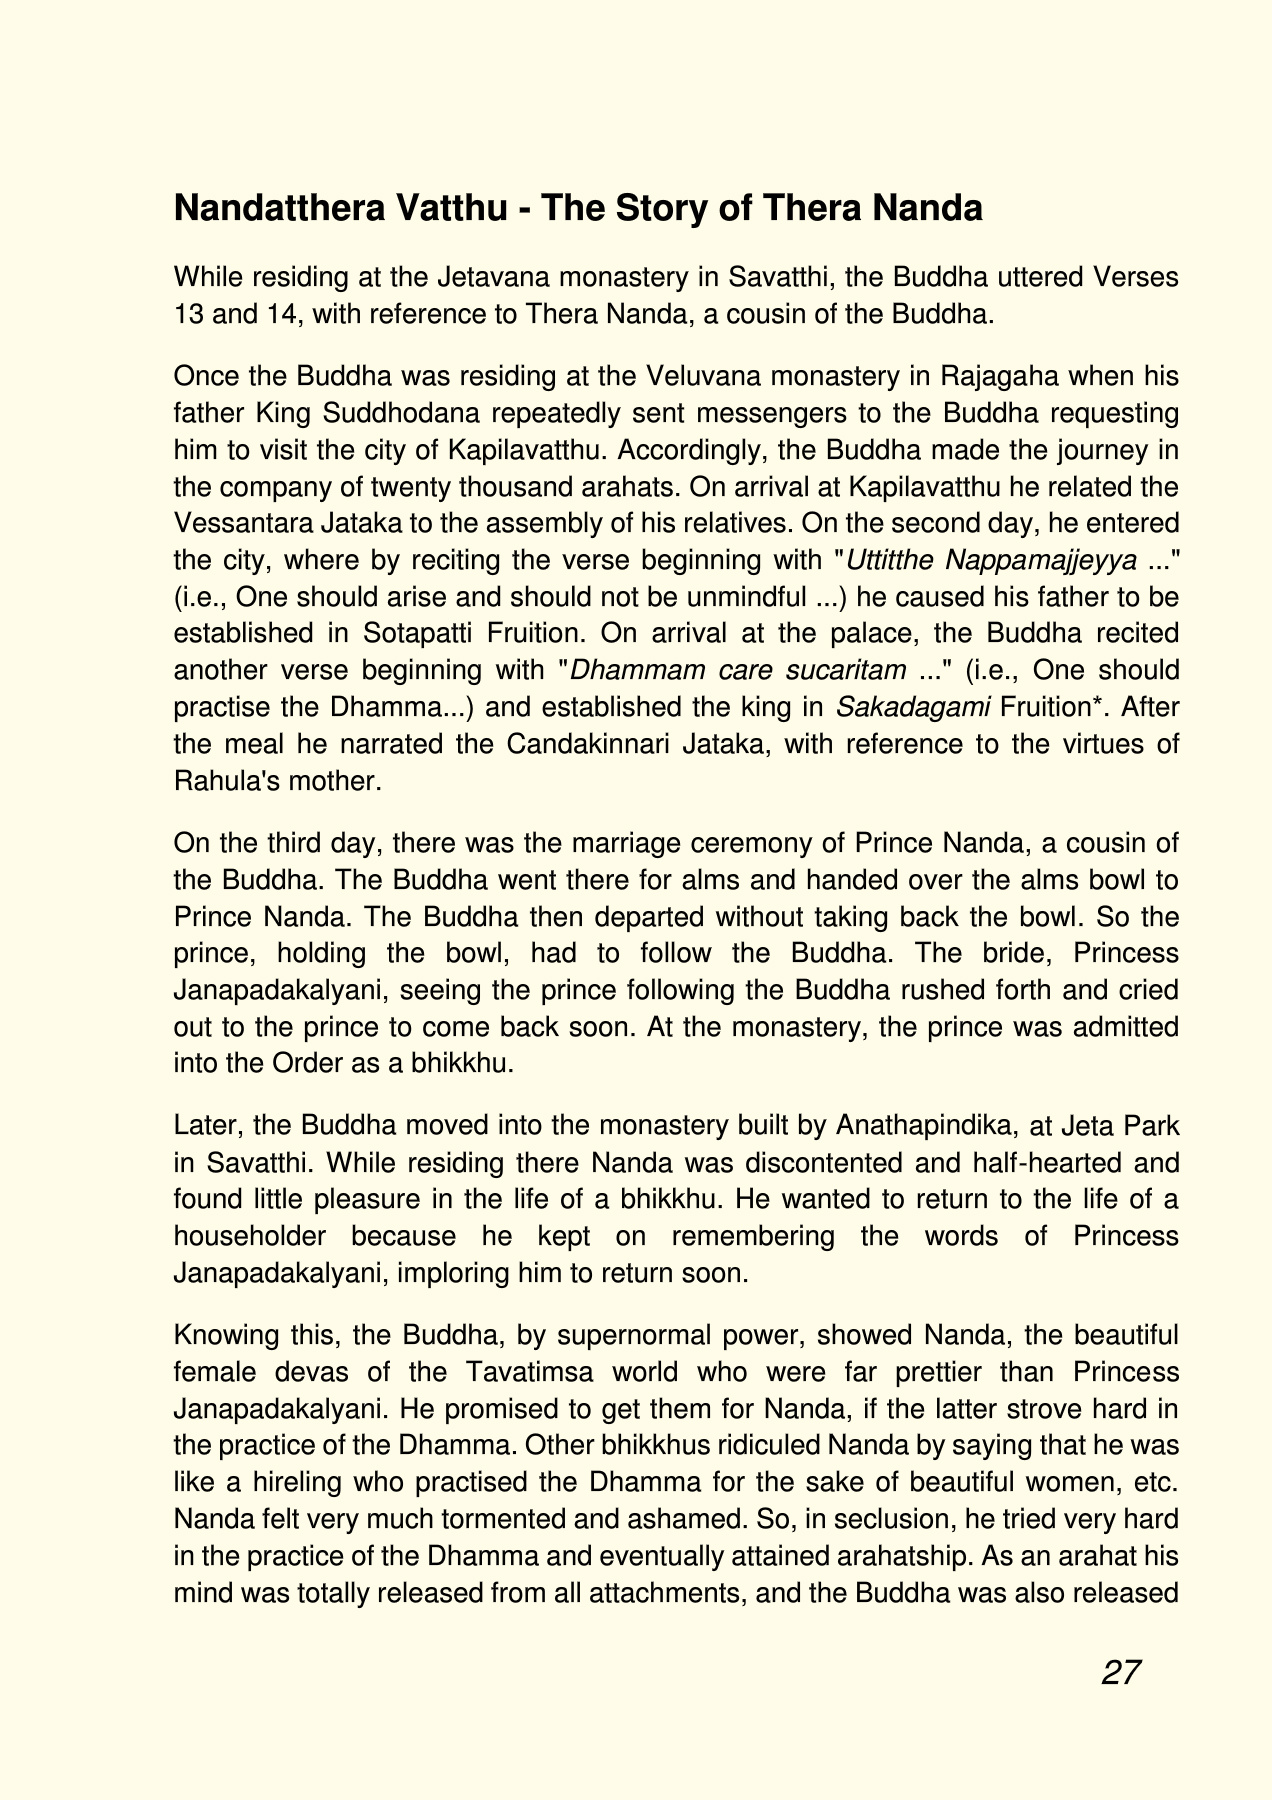 Nandatthera Vatthu - The Story of Thera Nanda
While residing at the Jetavana monastery in Savatthi, the Buddha uttered Verses
13 and 14, with reference to Thera Nanda, a cousin of the Buddha.
Once the Buddha was residing at the Veluvana monastery in Rajagaha when his
father King Suddhodana repeatedly sent messengers to the Buddha requesting
him to visit the city of Kapilavatthu. Accordingly, the Buddha made the journey in
the company of twenty thousand arahats. On arrival at Kapilavatthu he related the
Vessantara Jataka to the assembly of his relatives. On the second day, he entered
the city, where by reciting the verse beginning with "Uttitthe Nappamajjeyya ..."
(i.e., One should arise and should not be unmindful ...) he caused his father to be
established in Sotapatti Fruition. On arrival at the palace, the Buddha recited
another verse beginning with "Dhammam care sucaritam ..." (i.e., One should
practise the Dhamma...) and established the king in Sakadagami Fruition*. After
the meal he narrated the Candakinnari Jataka, with reference to the virtues of
Rahula's mother.
On the third day, there was the marriage ceremony of Prince Nanda, a cousin of
the Buddha. The Buddha went there for alms and handed over the alms bowl to
Prince Nanda. The Buddha then departed without taking back the bowl. So the
prince, holding the bowl, had to follow the Buddha. The bride, Princess
Janapadakalyani, seeing the prince following the Buddha rushed forth and cried
out to the prince to come back soon. At the monastery, the prince was admitted
into the Order as a bhikkhu.
Later, the Buddha moved into the monastery built by Anathapindika, at Jeta Park
in Savatthi. While residing there Nanda was discontented and half-hearted and
found little pleasure in the life of a bhikkhu. He wanted to return to the life of a
householder because he kept on remembering the words of Princess
Janapadakalyani, imploring him to return soon.
Knowing this, the Buddha, by supernormal power, showed Nanda, the beautiful
female devas of the Tavatimsa world who were far prettier than Princess
Janapadakalyani. He promised to get them for Nanda, if the latter strove hard in
the practice of the Dhamma. Other bhikkhus ridiculed Nanda by saying that he was
like a hireling who practised the Dhamma for the sake of beautiful women, etc.
Nanda felt very much tormented and ashamed. So, in seclusion, he tried very hard
in the practice of the Dhamma and eventually attained arahatship. As an arahat his
mind was totally released from all attachments, and the Buddha was also released
27